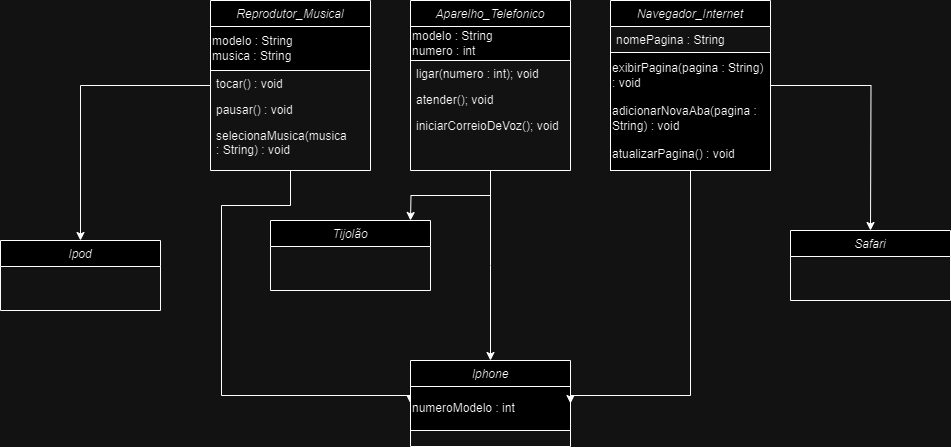 Reprodutor_Musical
modelo : String
musica : String
tocar() : void
pausar() : void
selecionaMusica(musica
: String) : void
Aparelho_Telefonico
modelo : String
numero : int
ligar(numero : int); void
atender(); void
iniciarCorreioDeVoz(); void
Navegador_Internet
nomePagina : String
exibirPagina(pagina : String)
: void
adicionarNovaAba(pagina :
String) : void
atualizarPagina() : void
Ipod
Tijolão
Safari
Iphone
numeroModelo : int